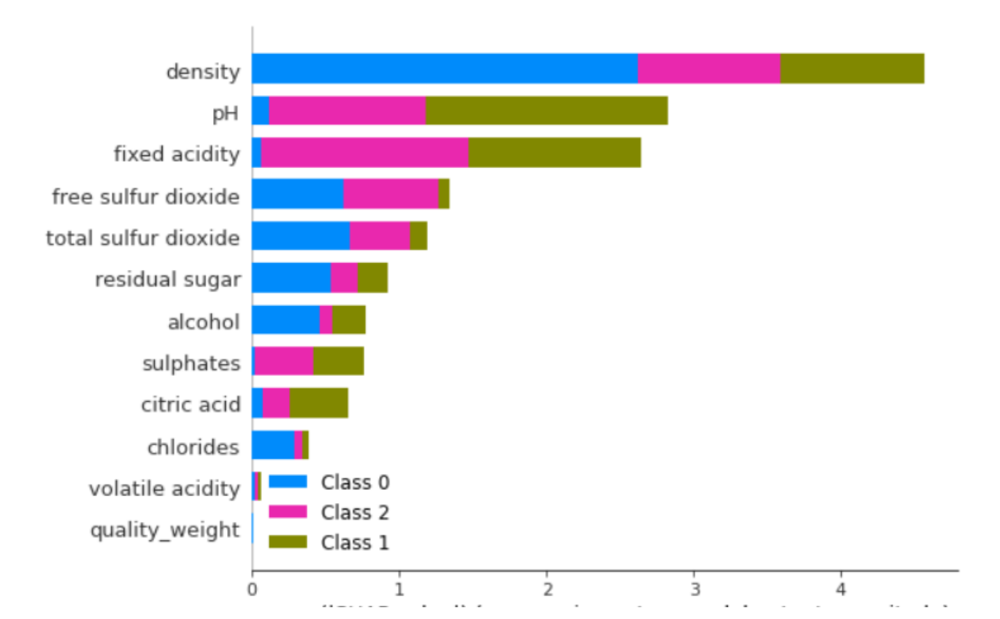 density
pH
fixed acidity
free sulfur dioxide
total sulfur dioxide
residual sugar
alcohol
sulphates
citric acid
chlorides
volatile acidity
quality_weight
Class 0
Class 2
Class 1
0 1 2 3 4